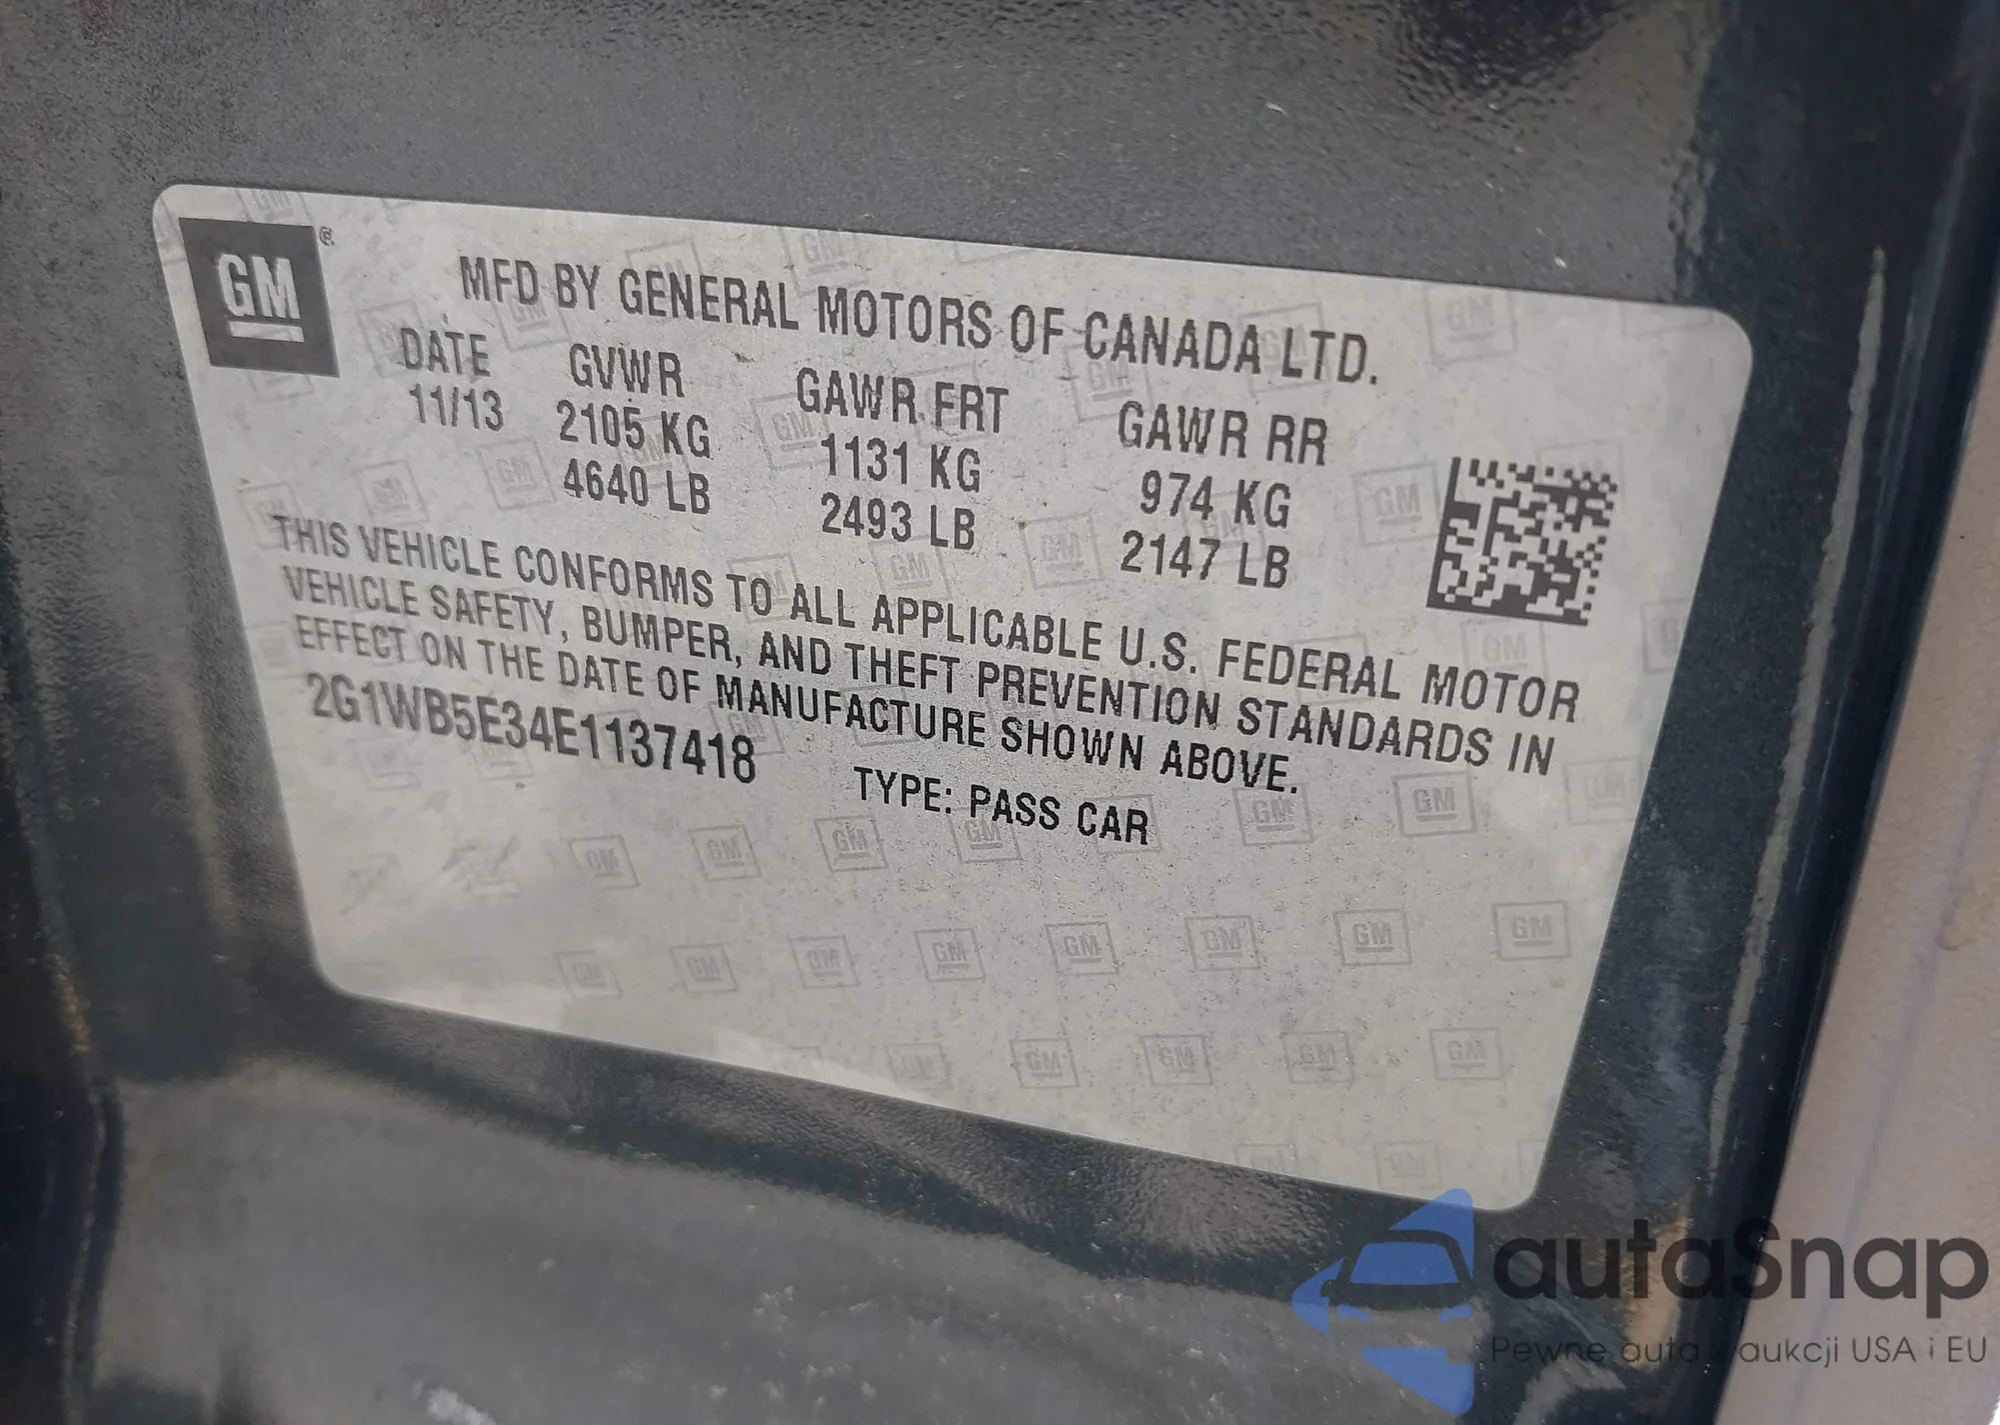 GM
MFD BY GENERAL MOTORS OF CANADA LTD.
DATE GVWR GAWR FRT GAWR RR
11/13 2105 KG 1131 KG 974 KG
4640 LB 2493 LB 2147 LB
THIS VEHICLE CONFORMS TO ALL APPLICABLE U.S. FEDERAL MOTOR
VEHICLE SAFETY, BUMPER, AND THEFT PREVENTION STANDARDS IN
EFFECT ON THE DATE OF MANUFACTURE SHOWN ABOVE.
2G1WB5E34E1137418 TYPE: PASS CAR
autaSnap
Pewne auta z aukcji USA i EU